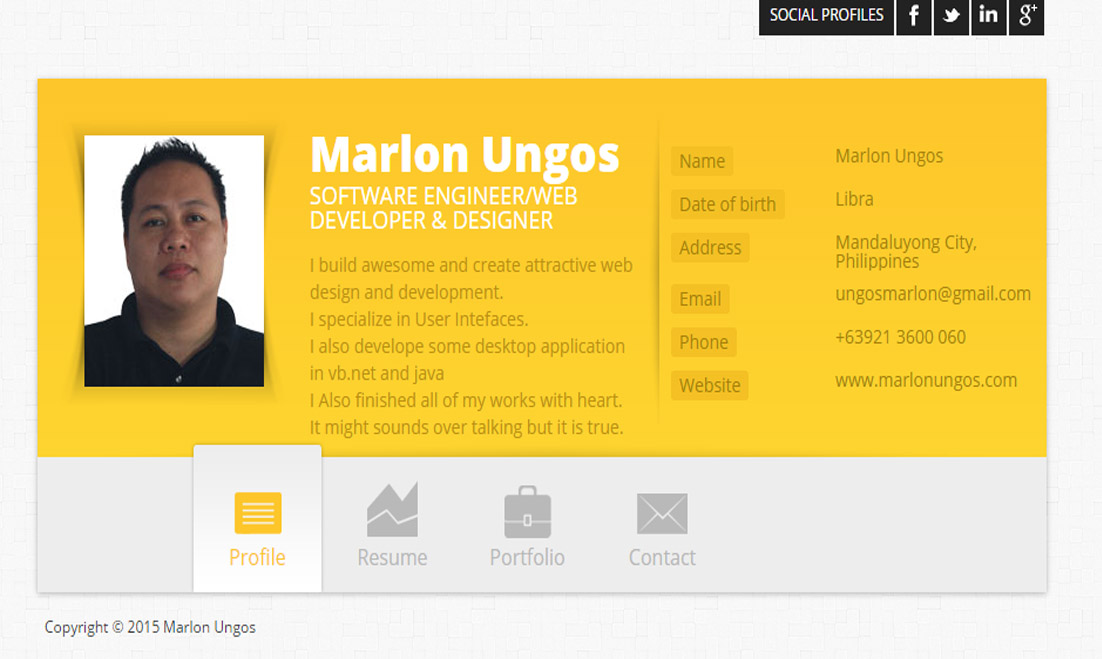 SOCIAL PROFILES
Marlon Ungos
SOFTWARE ENGINEER/WEB
DEVELOPER & DESIGNER
I build awesome and create attractive web
design and development.
I specialize in User Intefaces.
I also develope some desktop application
in vb.net and java
I Also finished all of my works with heart.
It might sounds over talking but it is true.
Name Marlon Ungos
Date of birth Libra
Address Mandaluyong City,
Philippines
Email ungosmarlon@gmail.com
Phone +63921 3600 060
Website www.marlonungos.com
Profile Resume Portfolio Contact
Copyright © 2015 Marlon Ungos